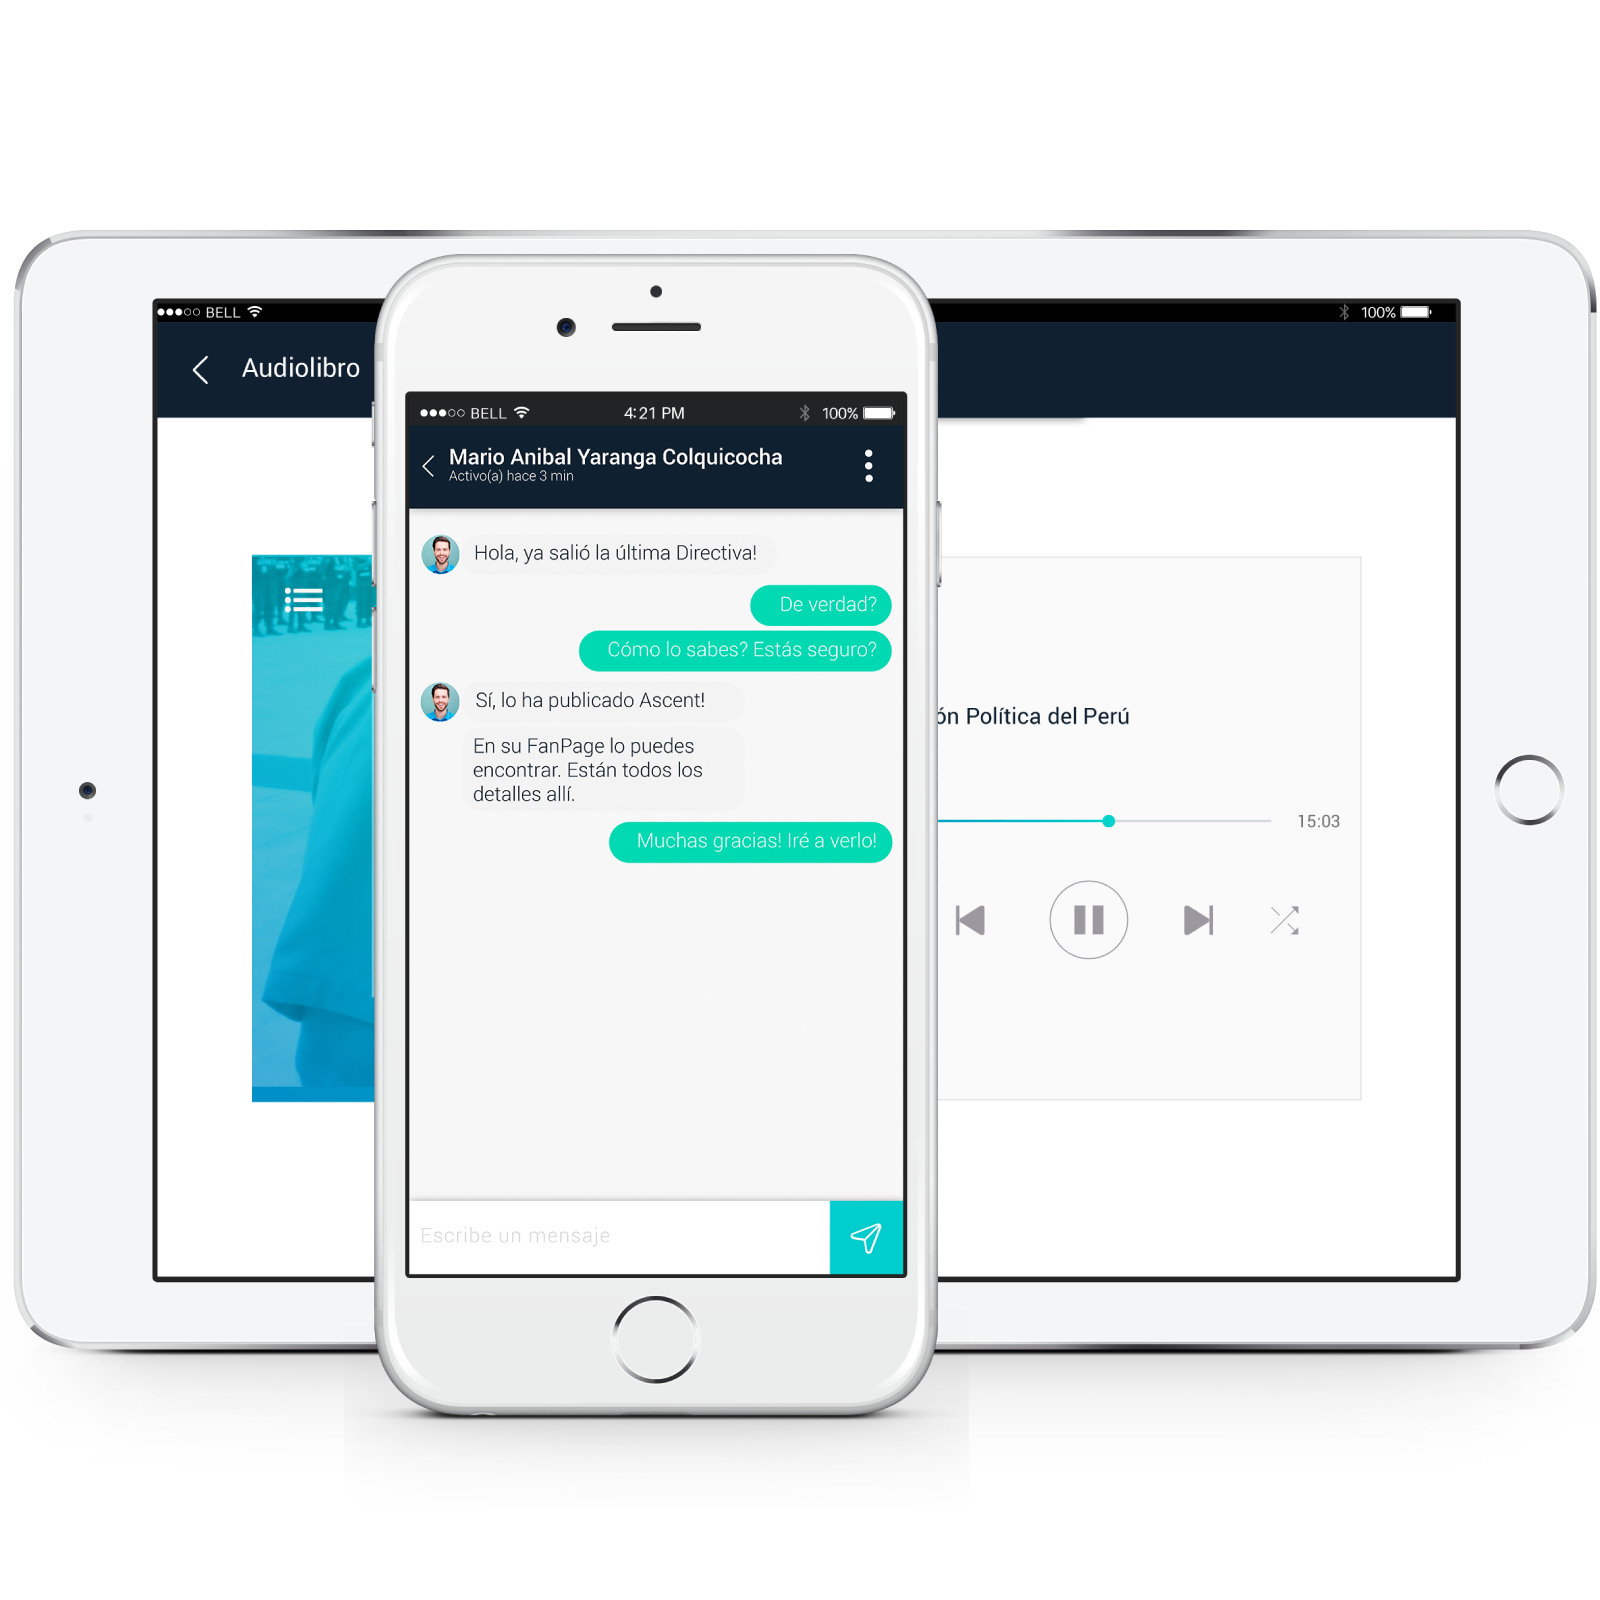 ●●●○○ BELL
100%
Audiolibro
●●●○○ BELL
4:21 PM
100%
Mario Anibal Yaranga Colquicocha
Activo(a) hace 3 min
Hola, ya salió la última Directiva!
De verdad?
Cómo lo sabes? Estás seguro?
Sí, lo ha publicado Ascent!
En su FanPage lo puedes
encontrar. Están todos los
detalles allí.
Muchas gracias! Iré a verlo!
Escribe un mensaje
ón Política del Perú
15:03